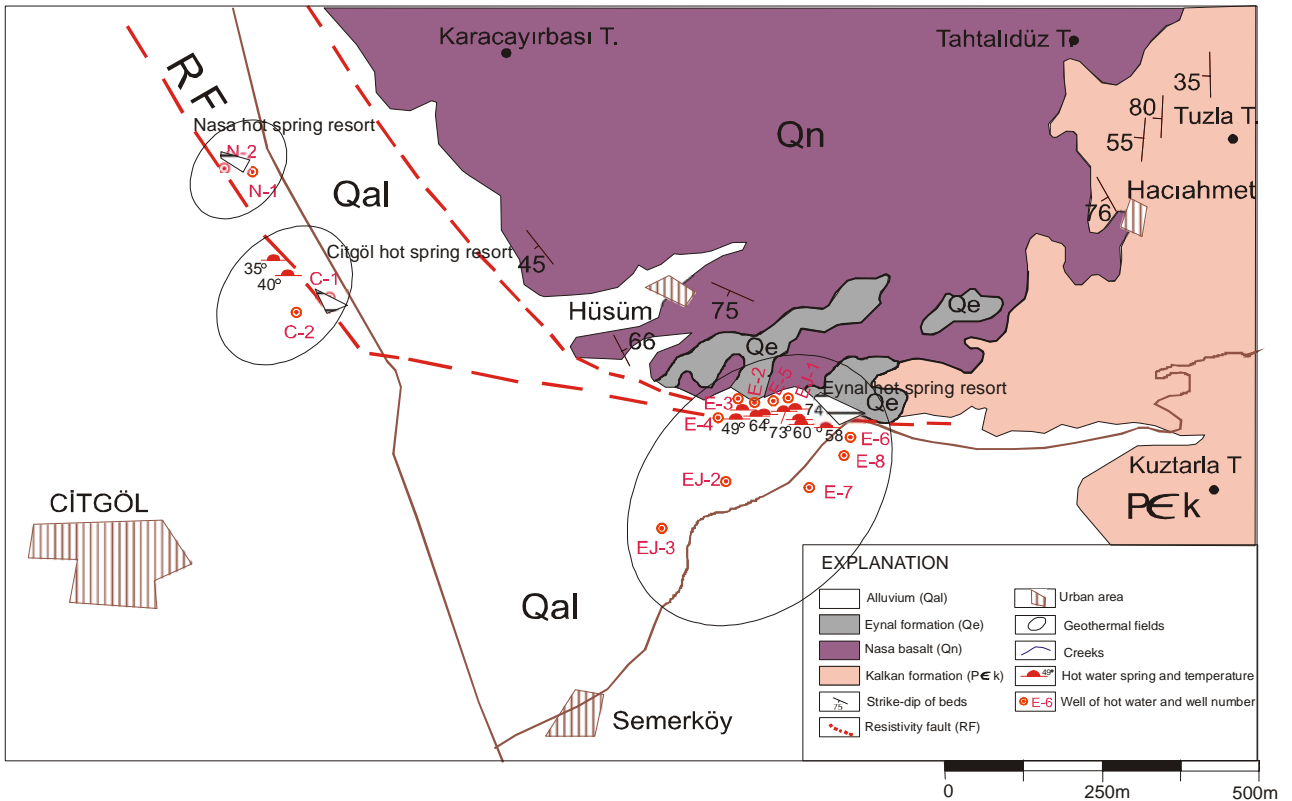 Karacayırbası T.
Tahtalıdüz T.
RF
35
80
Tuzla T.
55
Nasa hot spring resort
N-2
N-1
Qn
Qal
Hacıahmet
76
Citgöl hot spring resort
45
35°
40°
C-1
C-2
Hüsüm
75
66
Qe
Qe
Qe
E-2
E-5
EJ-1
Eynal hot spring resort
E-3
E-4
74
49°
64°
73°
60°
58
E-6
E-8
EJ-2
E-7
EJ-3
Kuztarla T
P∈k
CİTGÖL
Qal
Semerköy
EXPLANATION
Alluvium (Qal)
Eynal formation (Qe)
Nasa basalt (Qn)
Kalkan formation (P∈k)
75
Strike-dip of beds
Resistivity fault (RF)
Urban area
Geothermal fields
Creeks
49°
Hot water spring and temperature
E-6
Well of hot water and well number
0
250m
500m